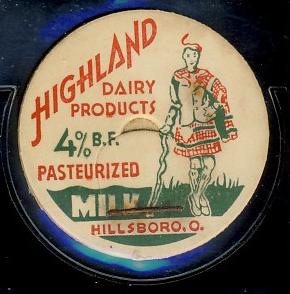 HIGHLAND
DAIRY
PRODUCTS
4% B.F.
PASTEURIZED
MILK
HILLSBORO, O.